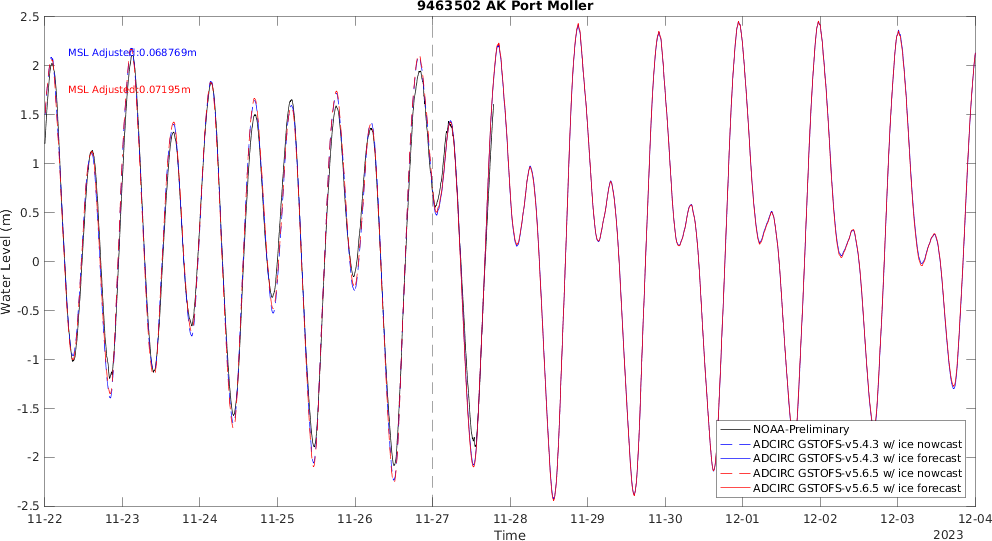 9463502 AK Port Moller
2.5
2
1.5
1
0.5
0
-0.5
-1
-1.5
-2
-2.5
Water Level (m)
MSL Adjusted:0.068769m
MSL Adjusted:0.07195m
NOAA-Preliminary
ADCIRC GSTOFS-v5.4.3 w/ ice nowcast
ADCIRC GSTOFS-v5.4.3 w/ ice forecast
ADCIRC GSTOFS-v5.6.5 w/ ice nowcast
ADCIRC GSTOFS-v5.6.5 w/ ice forecast
11-22 11-23 11-24 11-25 11-26 11-27 11-28 11-29 11-30 12-01 12-02 12-03 12-04
Time
2023